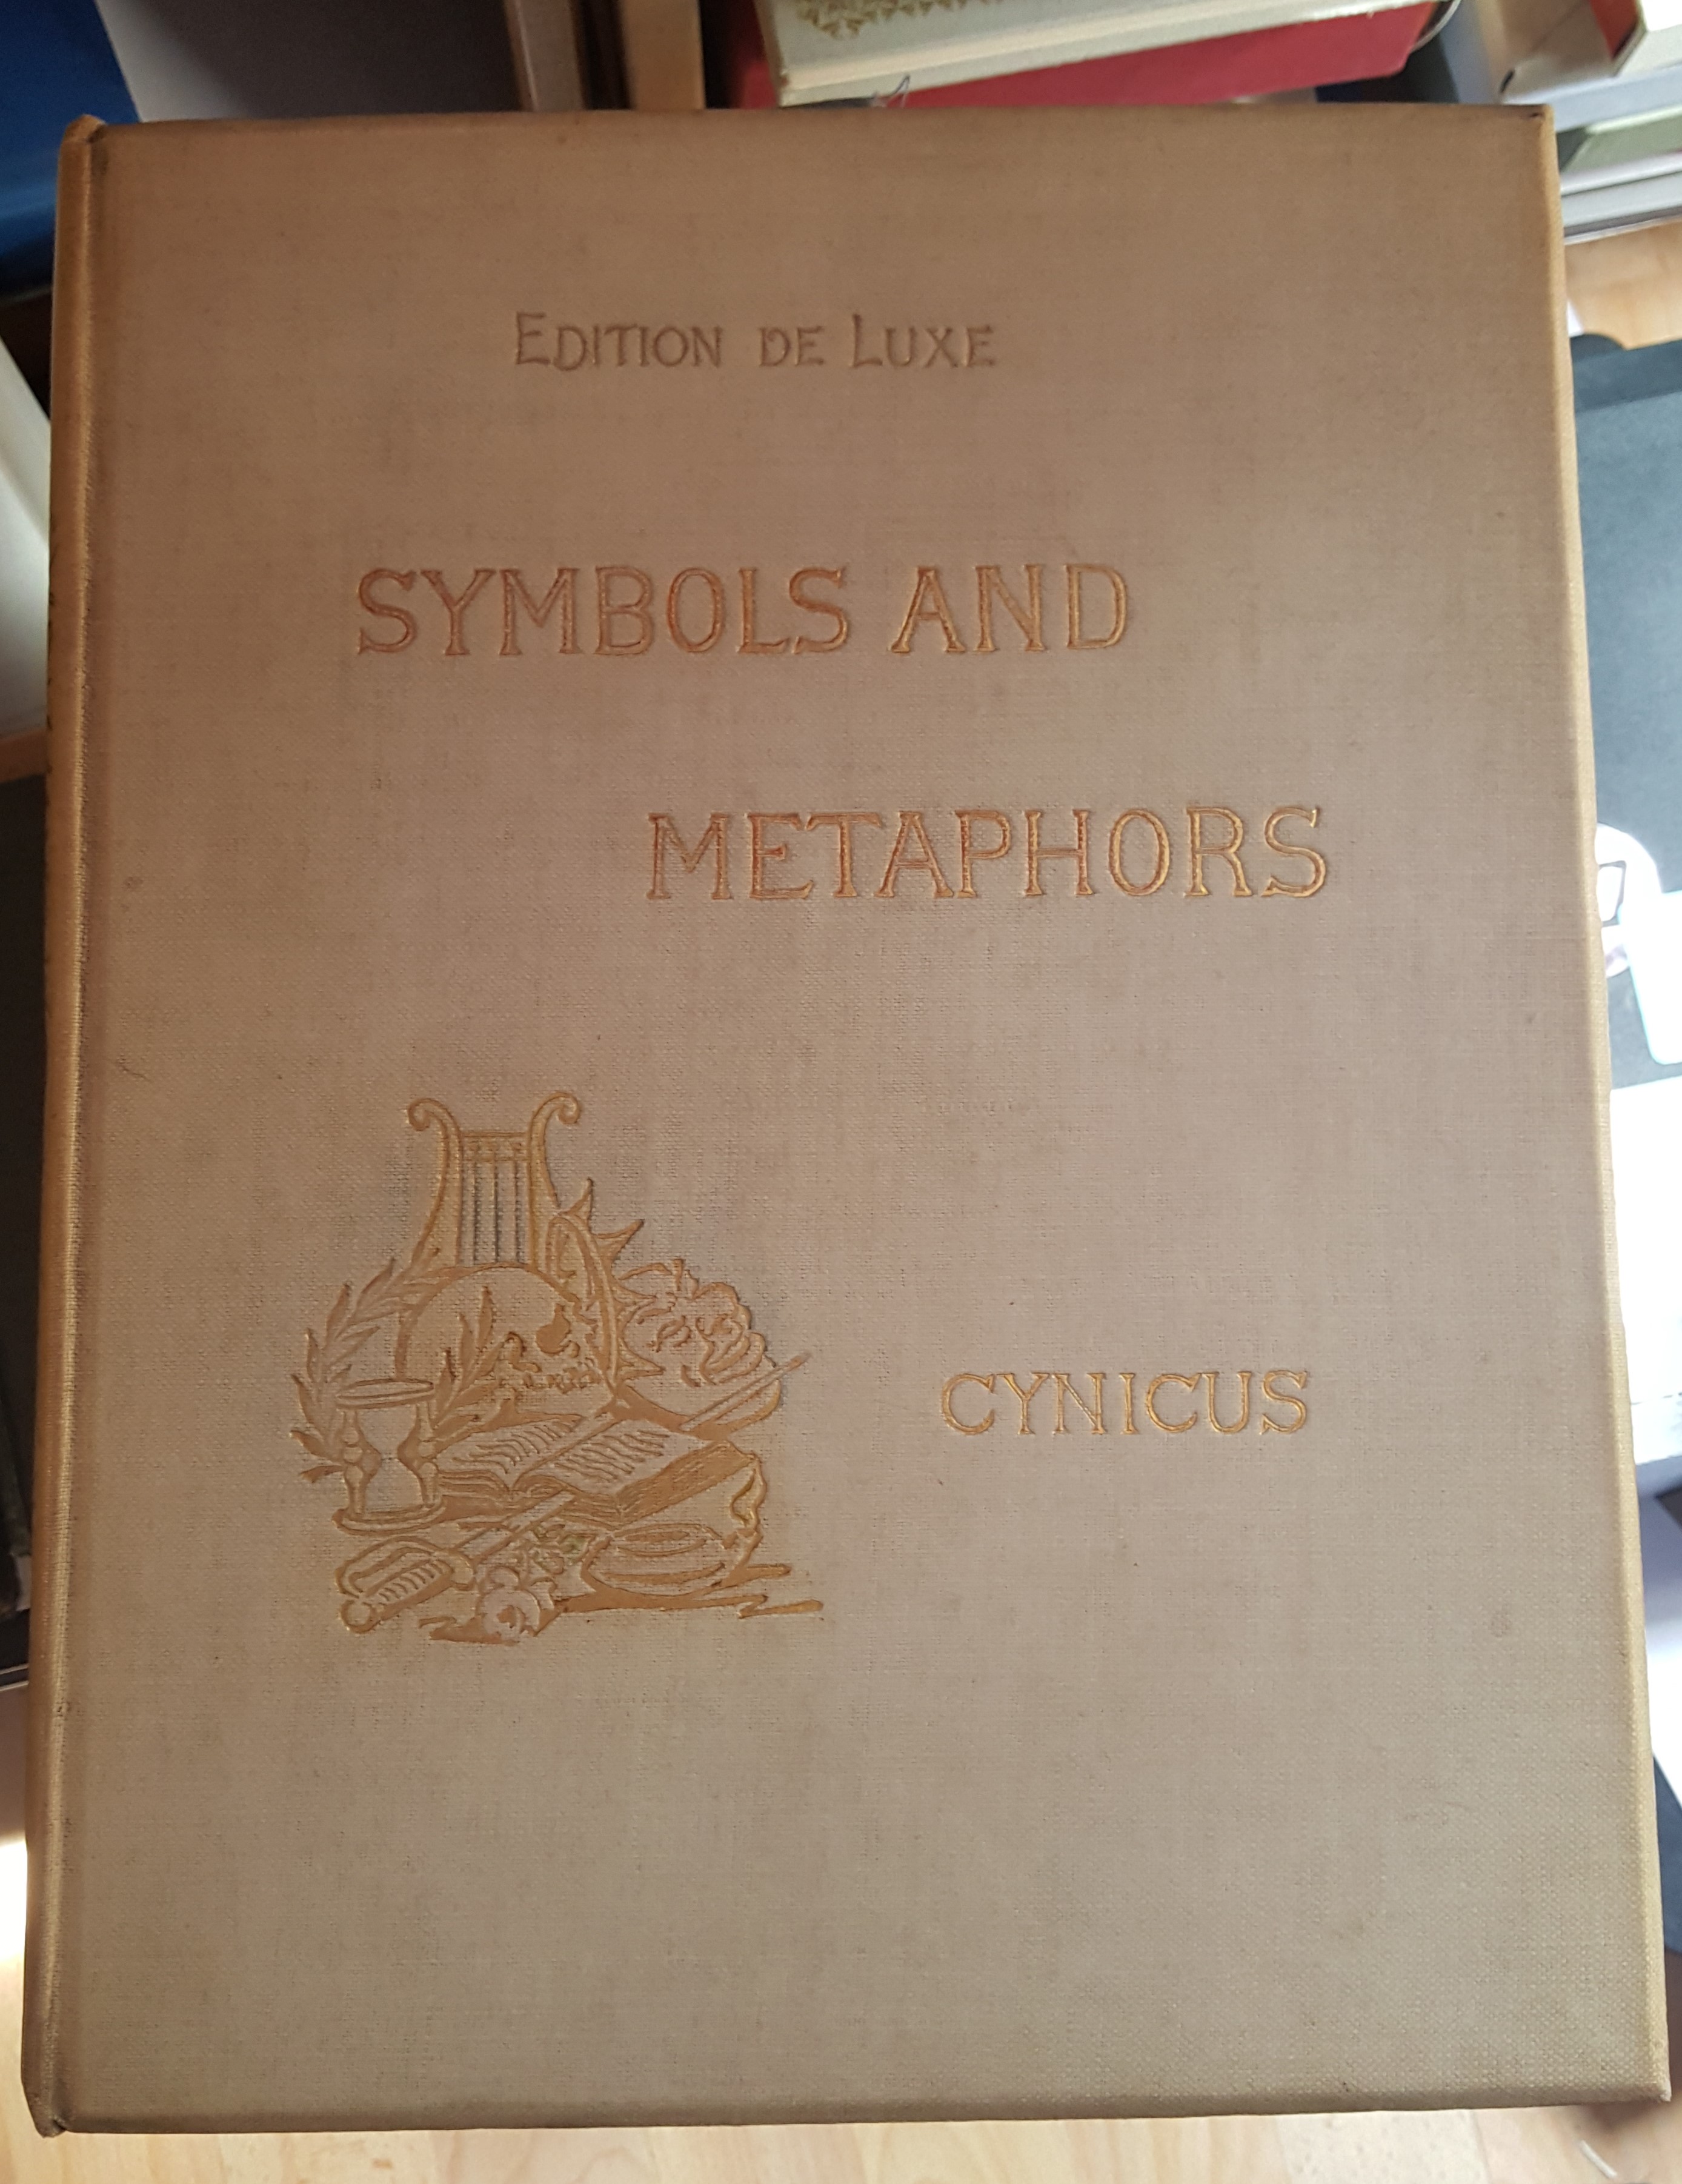 EDITION DE LUXE
SYMBOLS AND
METAPHORS
CYNICUS